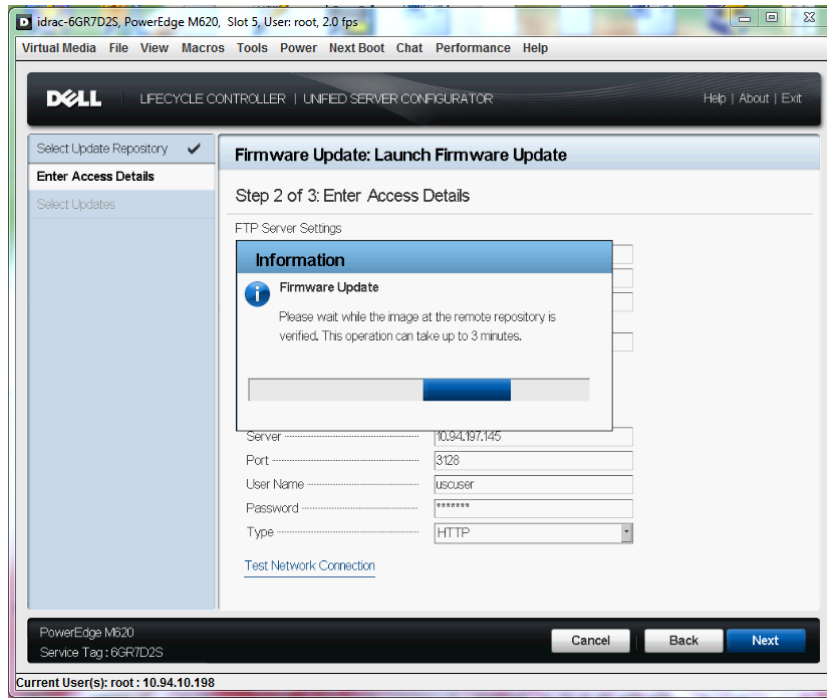 idrac-6GR7D2S, PowerEdge M620, Slot 5, User: root, 2.0 fps
Virtual Media File View Macros Tools Power Next Boot Chat Performance Help
DELL LIFECYCLE CONTROLLER | UNIFIED SERVER CONFIGURATOR Help | About | Exit
Select Update Repository
Enter Access Details
Select Updates
Firmware Update: Launch Firmware Update
Step 2 of 3: Enter Access Details
FTP Server Settings
Information
Firmware Update
Please wait while the image at the remote repository is
verified. This operation can take up to 3 minutes.
Server 10.94.197.145
Port 3128
User Name uscuser
Password *******
Type HTTP
Test Network Connection
PowerEdge M620
Service Tag : 6GR7D2S
Cancel Back Next
Current User(s): root : 10.94.10.198